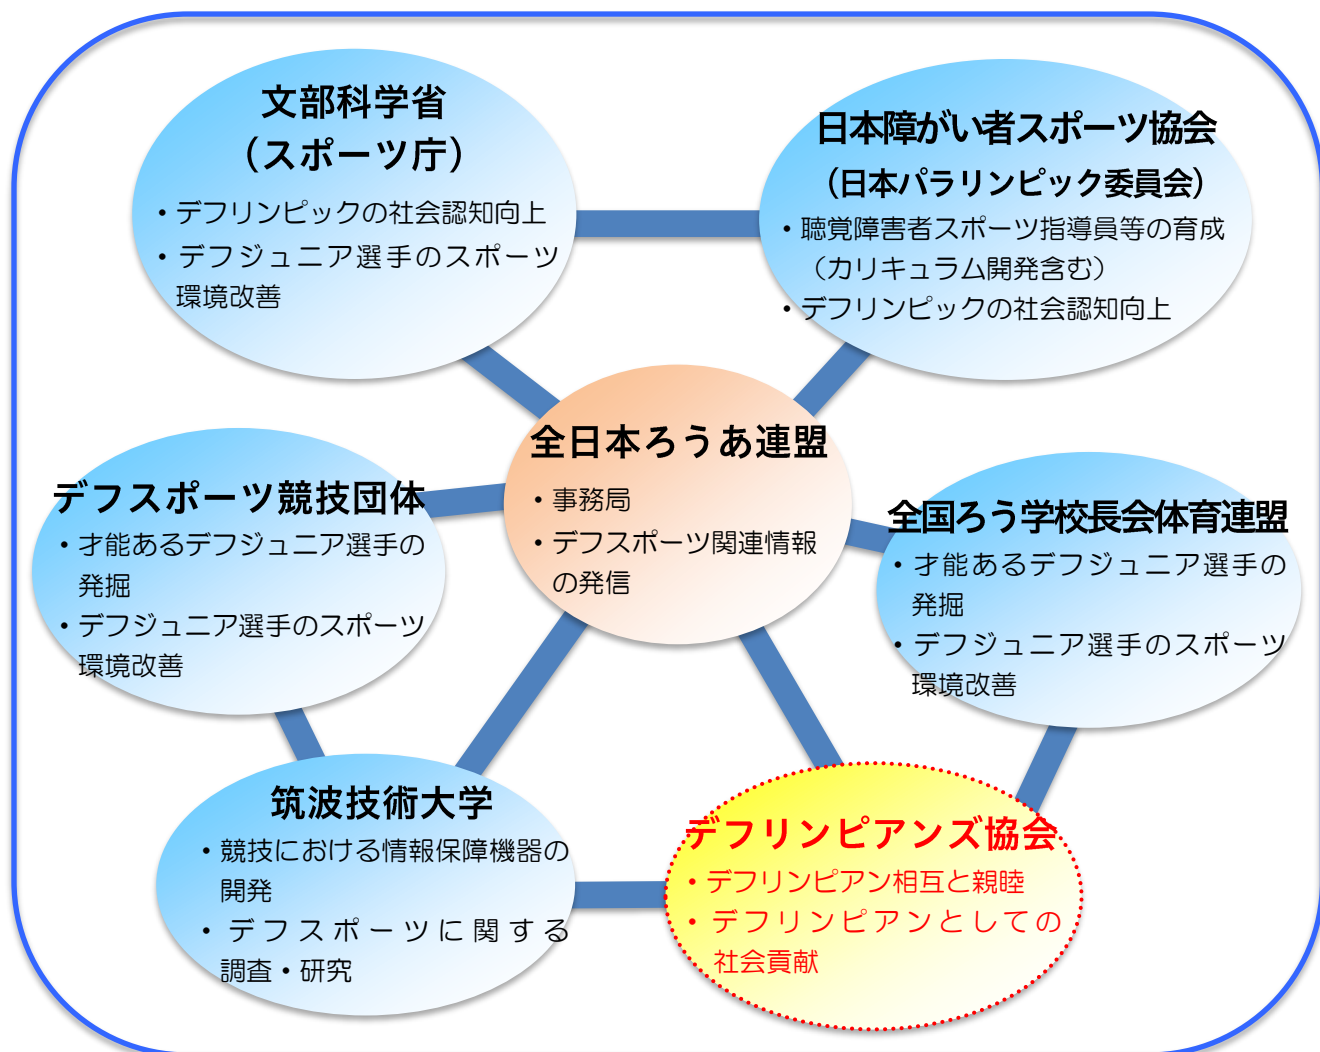 文部科学省
（スポーツ庁）
・デフリンピックの社会認知向上
・デフジュニア選手のスポーツ
環境改善
日本障がい者スポーツ協会
（日本パラリンピック委員会）
・聴覚障害者スポーツ指導員等の育成
（カリキュラム開発含む）
・デフリンピックの社会認知向上
全日本ろうあ連盟
・事務局
・デフスポーツ関連情報
の発信
デフスポーツ競技団体
・才能あるデフジュニア選手の
発掘
・デフジュニア選手のスポーツ
環境改善
全国ろう学校長会体育連盟
・才能あるデフジュニア選手の
発掘
・デフジュニア選手のスポーツ
環境改善
筑波技術大学
・競技における情報保障機器の
開発
・デフスポーツに関する
調査・研究
デフリンピアンズ協会
・デフリンピアン相互と親睦
・デフリンピアンとしての
社会貢献